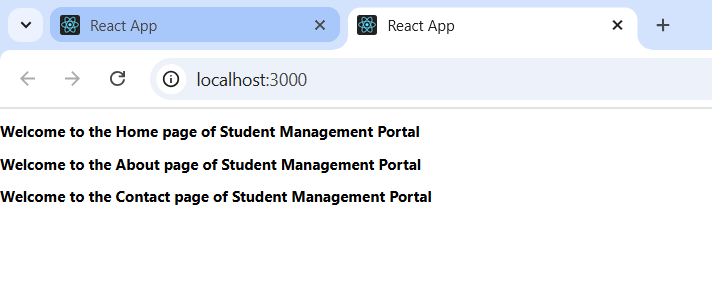 React App
React App
localhost:3000
Welcome to the Home page of Student Management Portal
Welcome to the About page of Student Management Portal
Welcome to the Contact page of Student Management Portal